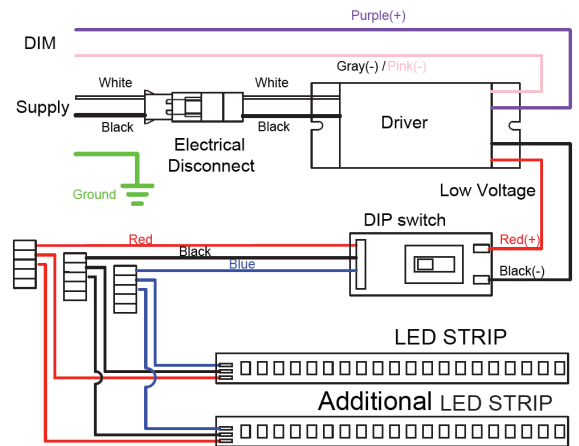 Purple(+)
DIM
Gray(-) / Pink(-)
White
White
Supply
Black
Black
Driver
Electrical
Disconnect
Ground
Low Voltage
DIP switch
Red
Black
Blue
Red(+)
Black(-)
LED STRIP
Additional LED STRIP